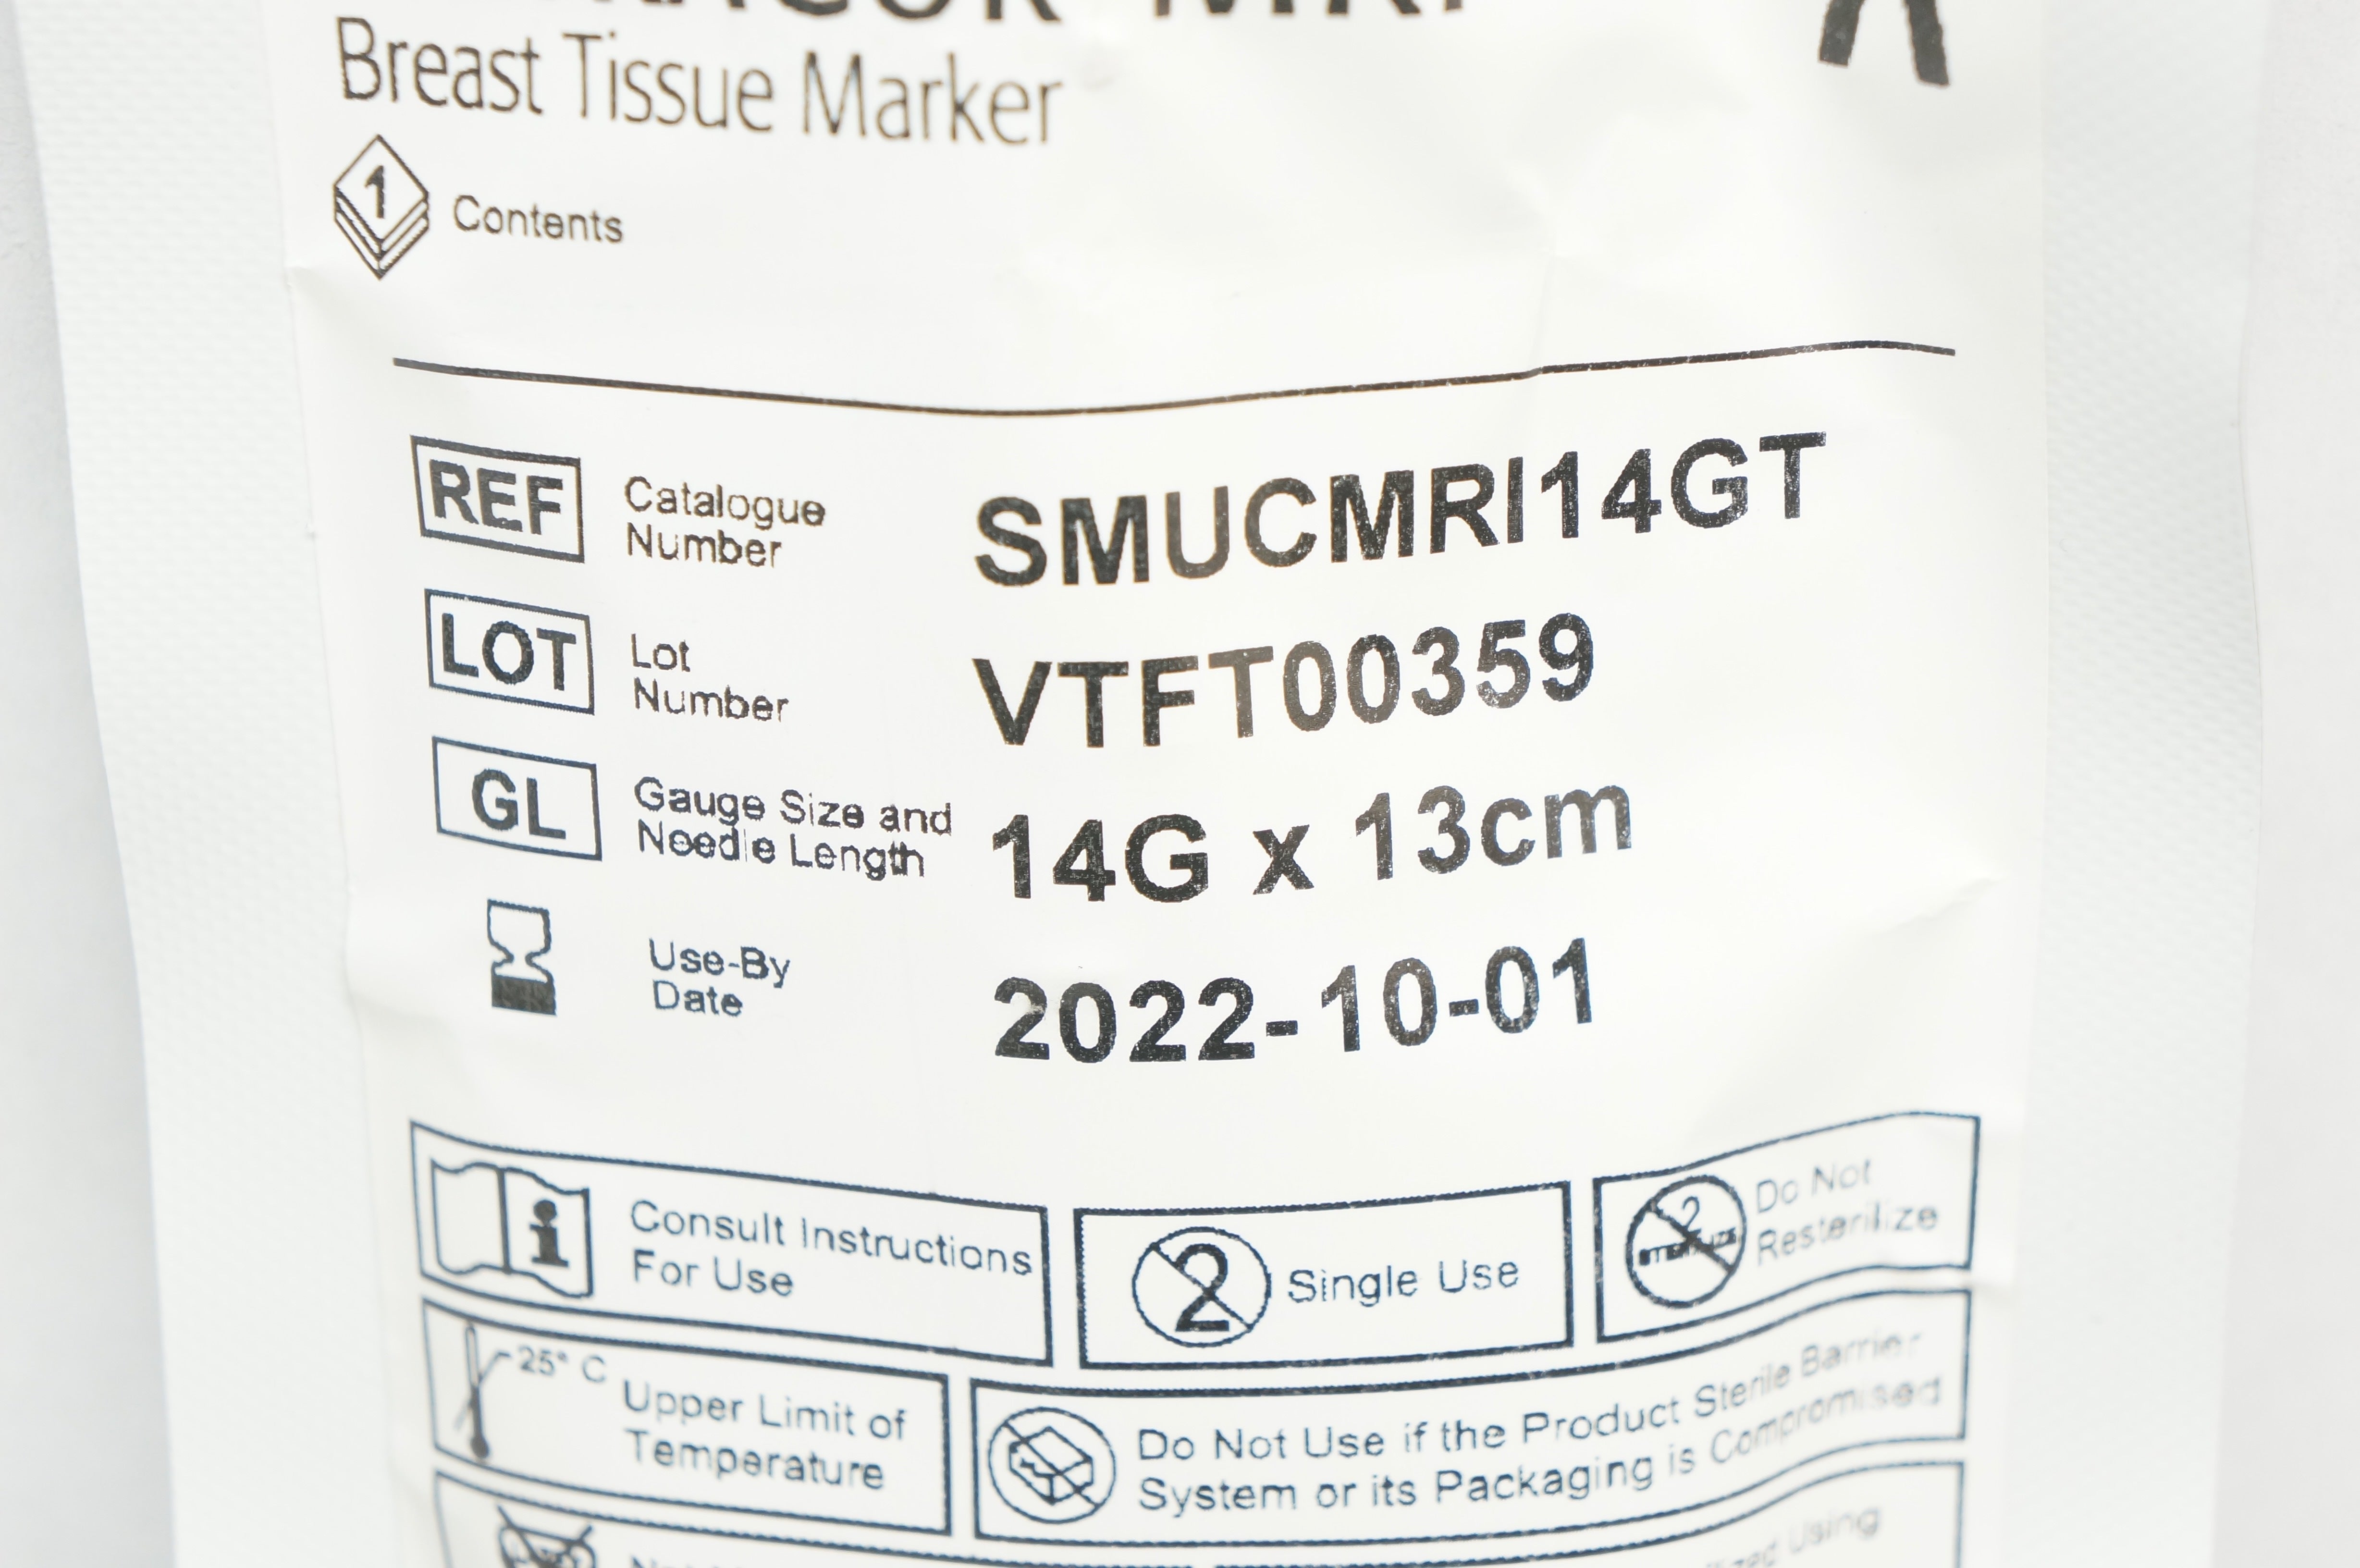 Breast Tissue Marker
1 Contents
REF Catalogue Number SMUCMRI14GT
LOT Lot Number VTFT00359
GL Gauge Size and Needle Length 14G x 13cm
Use-By Date 2022-10-01
Consult Instructions
For Use
2 Single Use
2 Do Not
Resterilize
25° C Upper Limit of
Temperature
Do Not Use if the Product Sterile Barrier
System or its Packaging is Compromised
Using